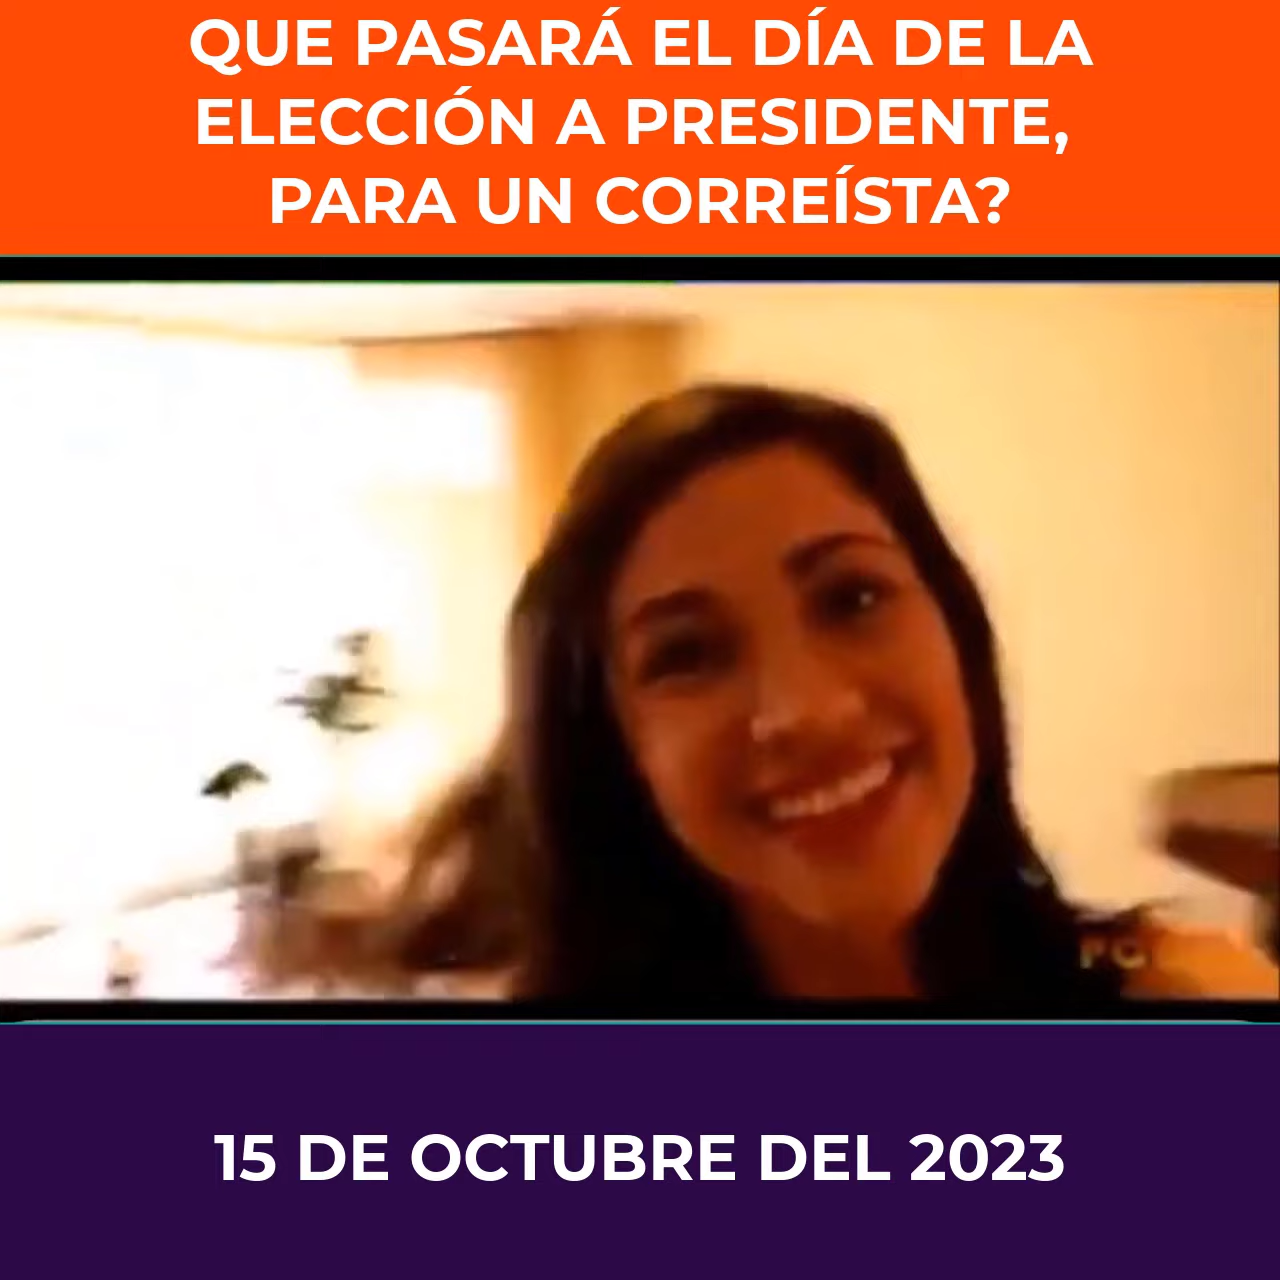 QUE PASARÁ EL DÍA DE LA
ELECCIÓN A PRESIDENTE,
PARA UN CORREÍSTA?
15 DE OCTUBRE DEL 2023